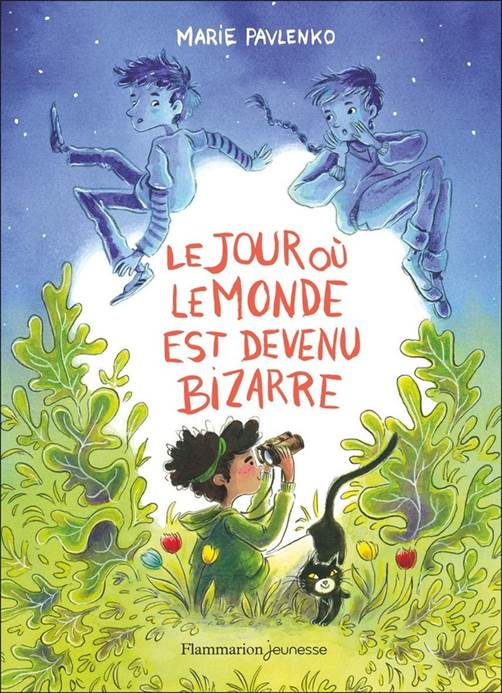 MARIE PAVLENKO
LE JOUR OÙ
LE MONDE
EST DEVENU
BIZARRE
Flammarion jeunesse